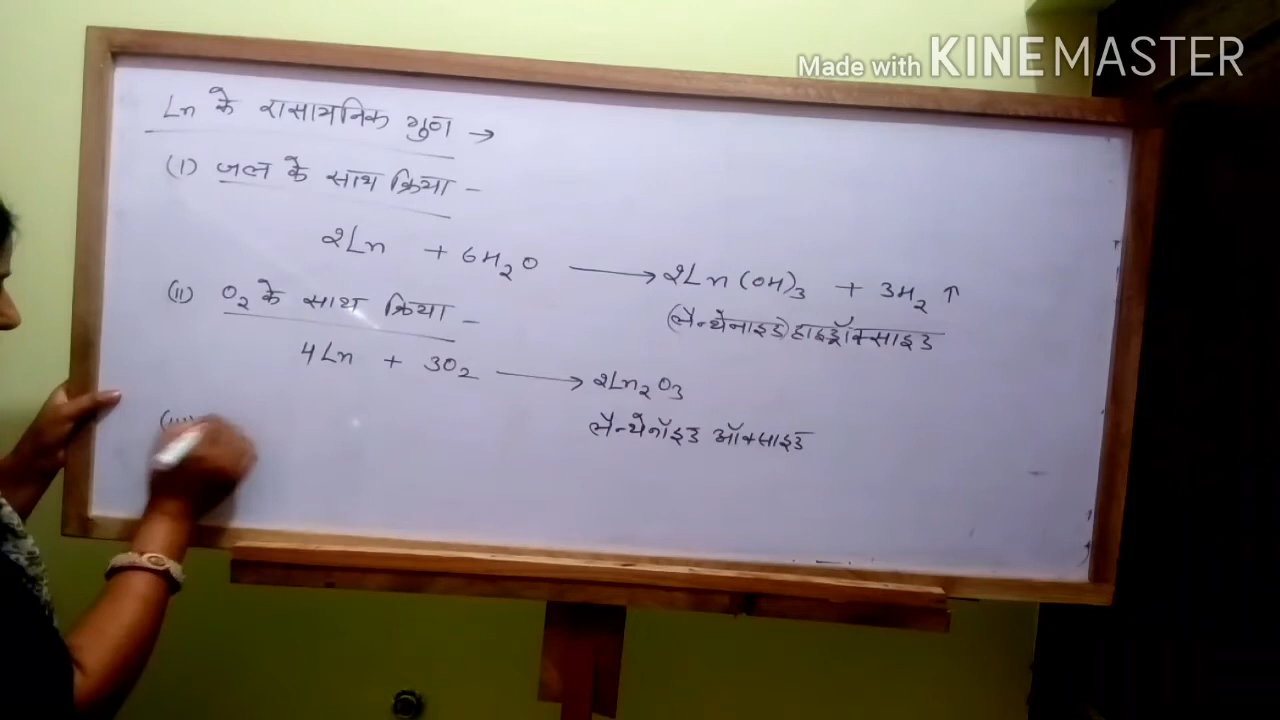 Made with KINEMASTER
Ln के रासायनिक गुण →
(I) जल के साथ क्रिया -
2Ln + 6H₂O ⟶ 2Ln(OH)₃ + 3H₂ ↑
(लैन्थेनाइड) हाइड्रॉक्साइड
(II) O₂ के साथ क्रिया -
4Ln + 3O₂ ⟶ 2Ln₂O₃
लैन्थेनॉइड ऑक्साइड
(III)